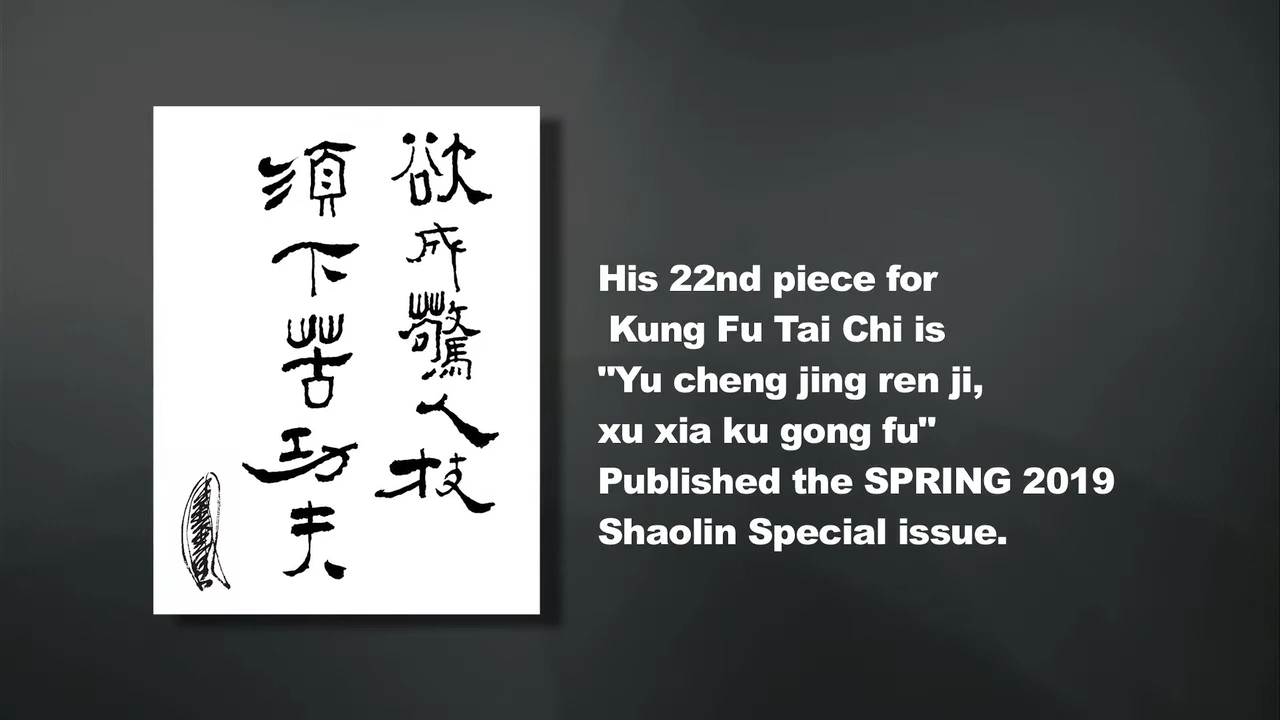 欲成驚人技
須下苦功夫
His 22nd piece for
Kung Fu Tai Chi is
"Yu cheng jing ren ji,
xu xia ku gong fu"
Published the SPRING 2019
Shaolin Special issue.